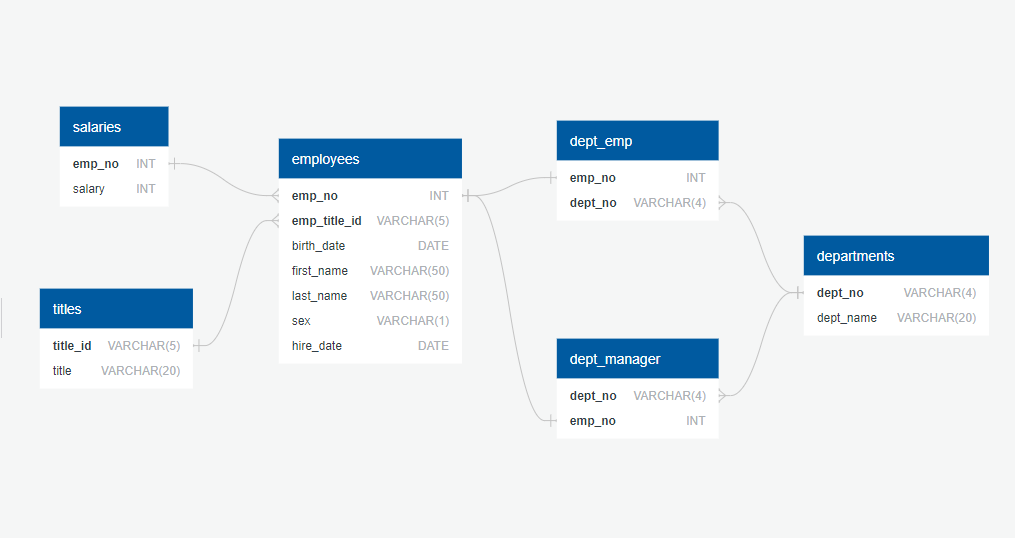 salaries
emp_no INT
salary INT
titles
title_id VARCHAR(5)
title VARCHAR(20)
employees
emp_no INT
emp_title_id VARCHAR(5)
birth_date DATE
first_name VARCHAR(50)
last_name VARCHAR(50)
sex VARCHAR(1)
hire_date DATE
dept_emp
emp_no INT
dept_no VARCHAR(4)
dept_manager
dept_no VARCHAR(4)
emp_no INT
departments
dept_no VARCHAR(4)
dept_name VARCHAR(20)